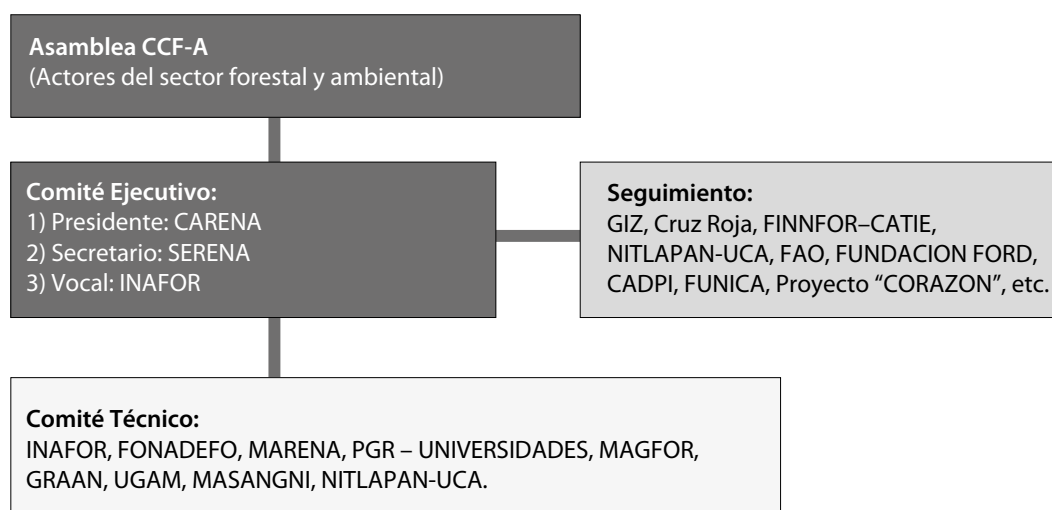 Asamblea CCF-A
(Actores del sector forestal y ambiental)
Comité Ejecutivo:
1) Presidente: CARENA
2) Secretario: SERENA
3) Vocal: INAFOR
Seguimiento:
GIZ, Cruz Roja, FINNFOR–CATIE,
NITLAPAN-UCA, FAO, FUNDACION FORD,
CADPI, FUNICA, Proyecto “CORAZON”, etc.
Comité Técnico:
INAFOR, FONADEFO, MARENA, PGR – UNIVERSIDADES, MAGFOR,
GRAAN, UGAM, MASANGNI, NITLAPAN-UCA.